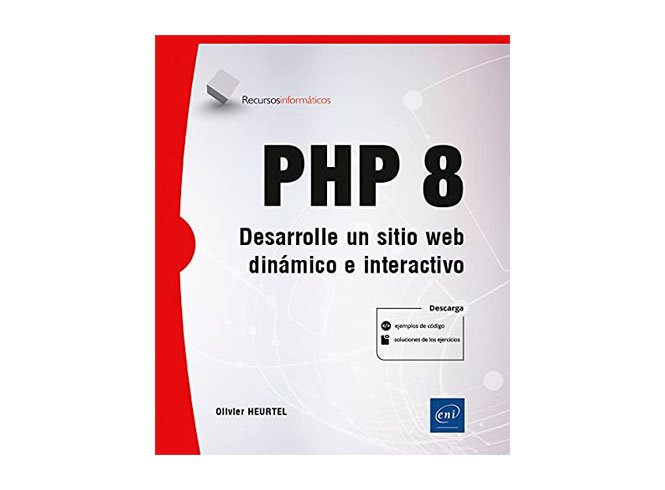 Recursosinformáticos
PHP 8
Desarrolle un sitio web
dinámico e interactivo
Descarga
</> ejemplos de código
soluciones de los ejercicios
Olivier HEURTEL
eni